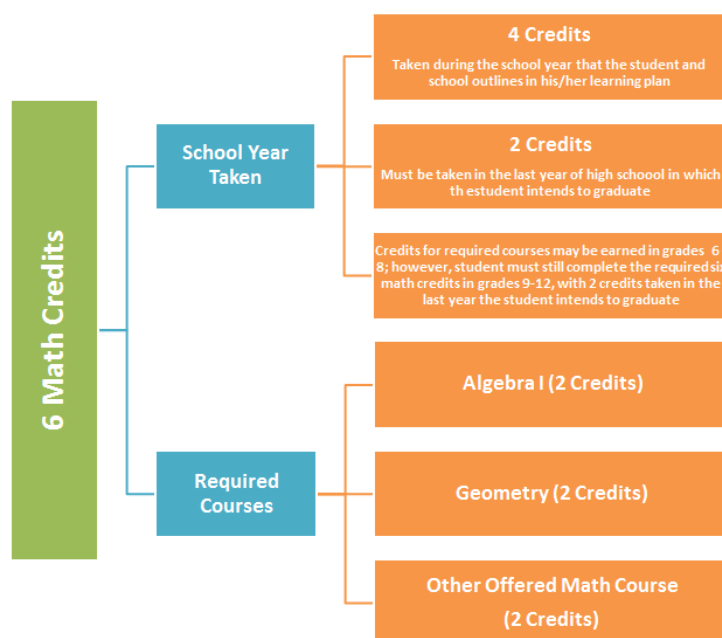 6 Math Credits
School Year
Taken
4 Credits
Taken during the school year that the student and
school outlines in his/her learning plan
2 Credits
Must be taken in the last year of high schoool in which
th estudent intends to graduate
Credits for required courses may be earned in grades 6
8; however, student must still complete the required six
math credits in grades 9-12, with 2 credits taken in the
last year the student intends to graduate
Required
Courses
Algebra I (2 Credits)
Geometry (2 Credits)
Other Offered Math Course
(2 Credits)